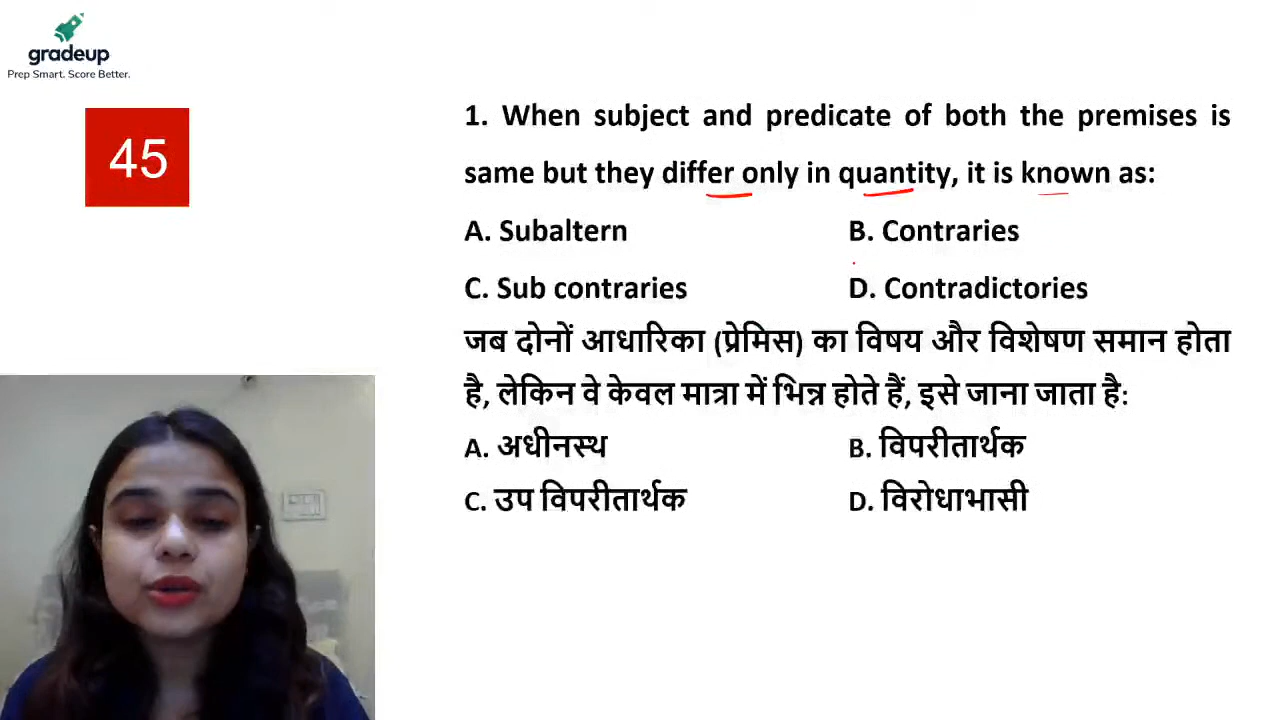 gradeup
Prep Smart. Score Better.
45
1. When subject and predicate of both the premises is
same but they differ only in quantity, it is known as:
A. Subaltern B. Contraries
C. Sub contraries D. Contradictories
जब दोनों आधारिका (प्रेमिस) का विषय और विशेषण समान होता
है, लेकिन वे केवल मात्रा में भिन्न होते हैं, इसे जाना जाता है:
A. अधीनस्थ B. विपरीतार्थक
C. उप विपरीतार्थक D. विरोधाभासी